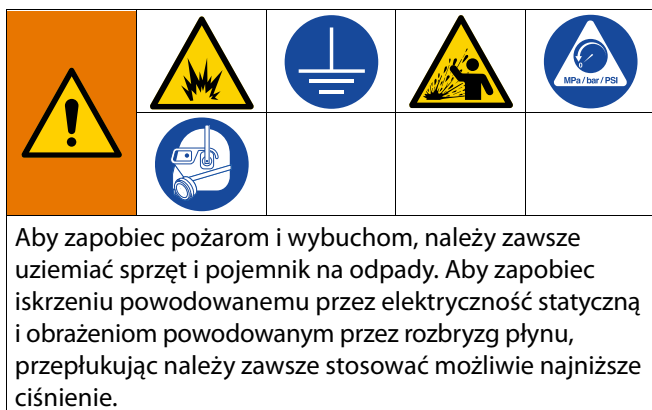 MPa/bar/PSI
Aby zapobiec pożarom i wybuchom, należy zawsze
uziemiać sprzęt i pojemnik na odpady. Aby zapobiec
iskrzeniu powodowanemu przez elektryczność statyczną
i obrażeniom powodowanym przez rozbryzg płynu,
przepłukując należy zawsze stosować możliwie najniższe
ciśnienie.